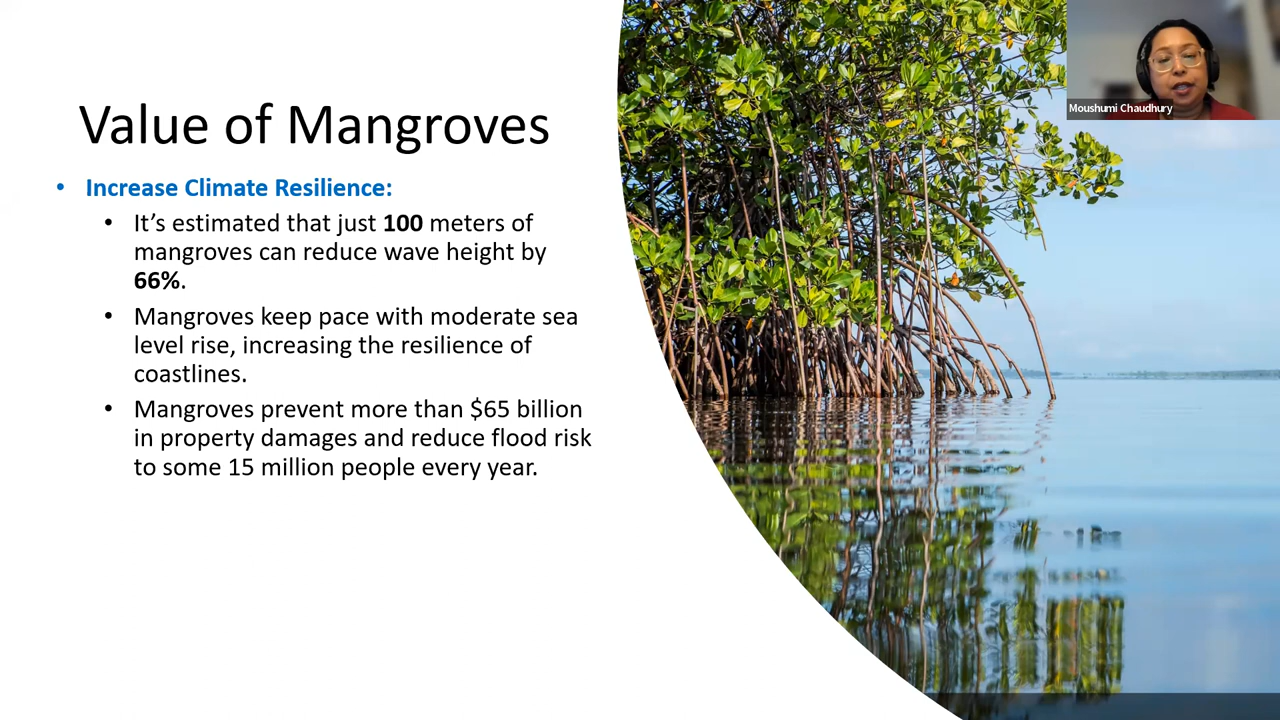 Value of Mangroves
• Increase Climate Resilience:
• It’s estimated that just 100 meters of
mangroves can reduce wave height by
66%.
• Mangroves keep pace with moderate sea
level rise, increasing the resilience of
coastlines.
• Mangroves prevent more than $65 billion
in property damages and reduce flood risk
to some 15 million people every year.
Moushumi Chaudhury